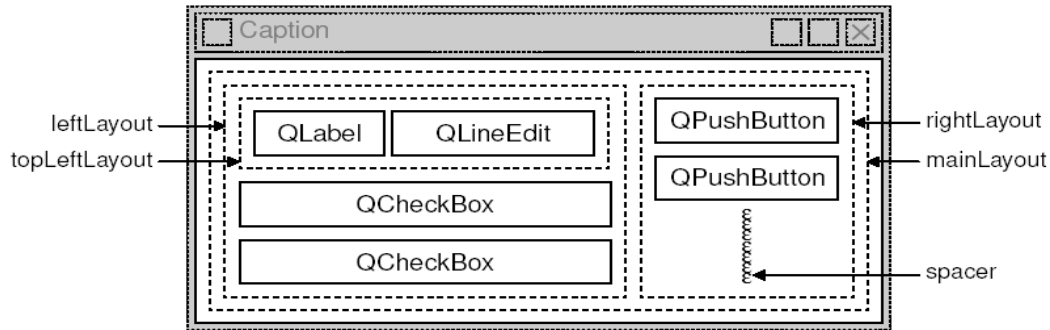 Caption
leftLayout
topLeftLayout
QLabel
QLineEdit
QCheckBox
QCheckBox
QPushButton
QPushButton
rightLayout
mainLayout
spacer